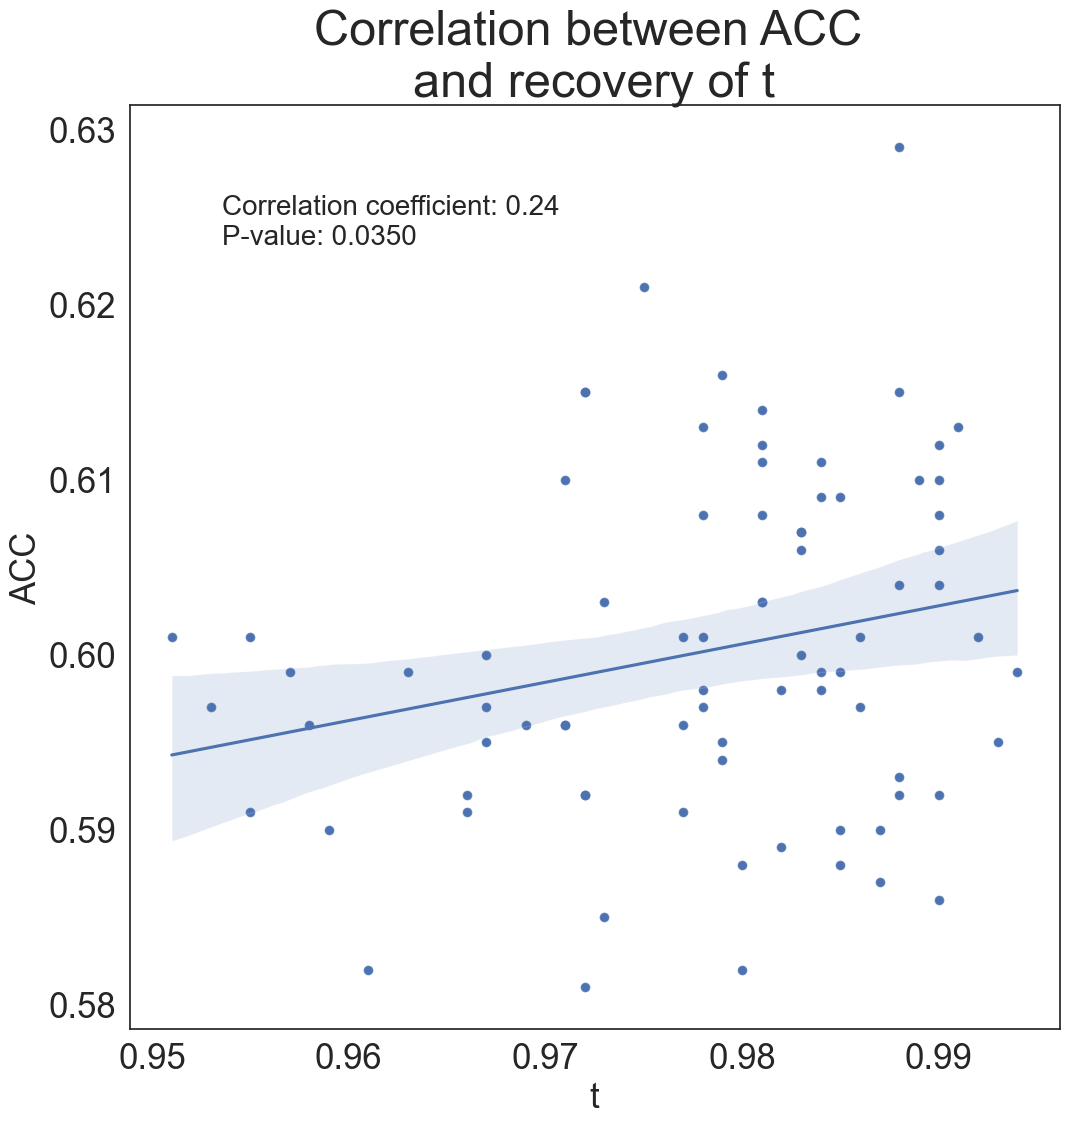 Correlation between ACC
and recovery of t
0.63
Correlation coefficient: 0.24
P-value: 0.0350
0.62
0.61
ACC
0.60
0.59
0.58
0.95 0.96 0.97 0.98 0.99
t